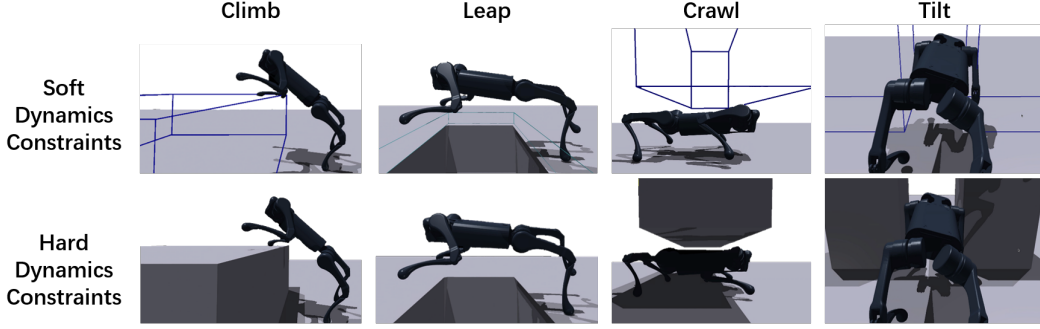 Climb
Leap
Crawl
Tilt
Soft
Dynamics
Constraints
Hard
Dynamics
Constraints